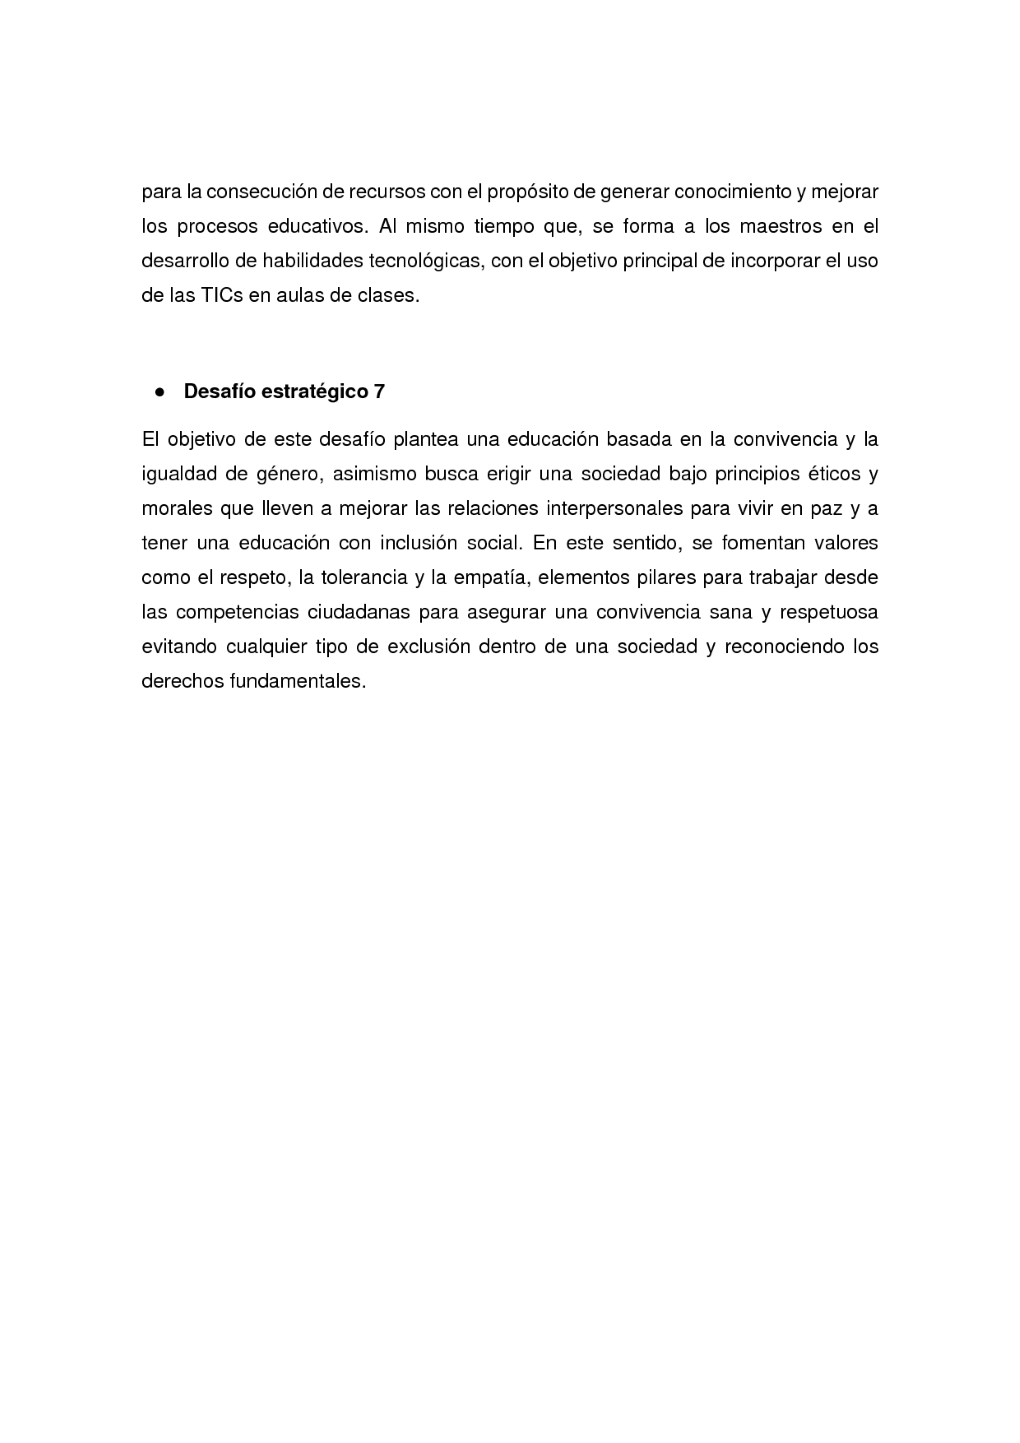 para la consecución de recursos con el propósito de generar conocimiento y mejorar
los procesos educativos. Al mismo tiempo que, se forma a los maestros en el
desarrollo de habilidades tecnológicas, con el objetivo principal de incorporar el uso
de las TICs en aulas de clases.
● Desafío estratégico 7
El objetivo de este desafío plantea una educación basada en la convivencia y la
igualdad de género, asimismo busca erigir una sociedad bajo principios éticos y
morales que lleven a mejorar las relaciones interpersonales para vivir en paz y a
tener una educación con inclusión social. En este sentido, se fomentan valores
como el respeto, la tolerancia y la empatía, elementos pilares para trabajar desde
las competencias ciudadanas para asegurar una convivencia sana y respetuosa
evitando cualquier tipo de exclusión dentro de una sociedad y reconociendo los
derechos fundamentales.